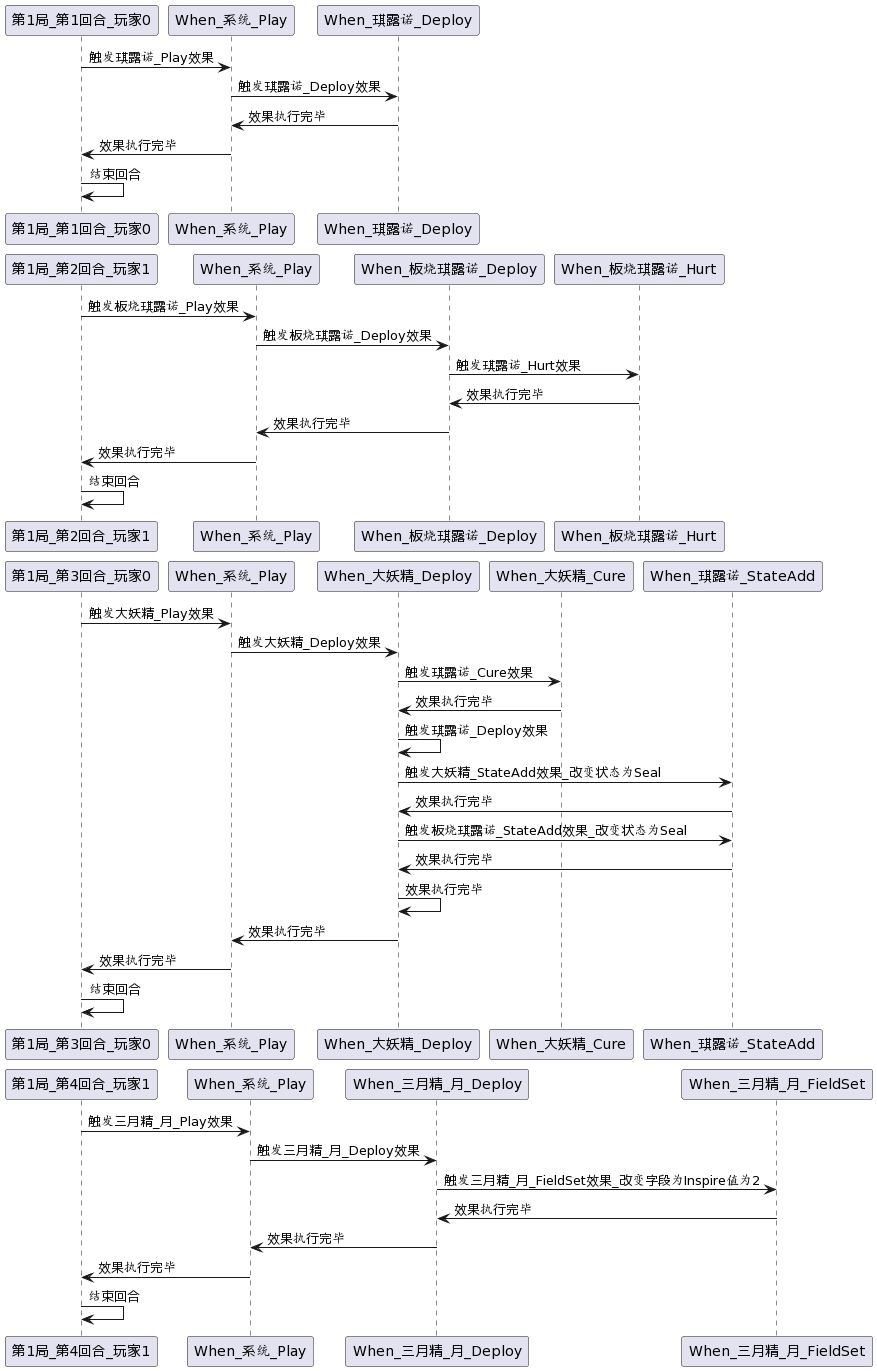 第1局_第1回合_玩家0 When_系统_Play When_琪露诺_Deploy
触发琪露诺_Play效果
触发琪露诺_Deploy效果
效果执行完毕
效果执行完毕
结束回合
第1局_第1回合_玩家0 When_系统_Play When_琪露诺_Deploy
第1局_第2回合_玩家1 When_系统_Play When_板烧琪露诺_Deploy When_板烧琪露诺_Hurt
触发板烧琪露诺_Play效果
触发板烧琪露诺_Deploy效果
触发琪露诺_Hurt效果
效果执行完毕
效果执行完毕
效果执行完毕
结束回合
第1局_第2回合_玩家1 When_系统_Play When_板烧琪露诺_Deploy When_板烧琪露诺_Hurt
第1局_第3回合_玩家0 When_系统_Play When_大妖精_Deploy When_大妖精_Cure When_琪露诺_StateAdd
触发大妖精_Play效果
触发大妖精_Deploy效果
触发琪露诺_Cure效果
效果执行完毕
触发琪露诺_Deploy效果
触发大妖精_StateAdd效果_改变状态为Seal
效果执行完毕
触发板烧琪露诺_StateAdd效果_改变状态为Seal
效果执行完毕
效果执行完毕
效果执行完毕
效果执行完毕
结束回合
第1局_第3回合_玩家0 When_系统_Play When_大妖精_Deploy When_大妖精_Cure When_琪露诺_StateAdd
第1局_第4回合_玩家1 When_系统_Play When_三月精_月_Deploy When_三月精_月_FieldSet
触发三月精_月_Play效果
触发三月精_月_Deploy效果
触发三月精_月_FieldSet效果_改变字段为Inspire值为2
效果执行完毕
效果执行完毕
效果执行完毕
结束回合
第1局_第4回合_玩家1 When_系统_Play When_三月精_月_Deploy When_三月精_月_FieldSet